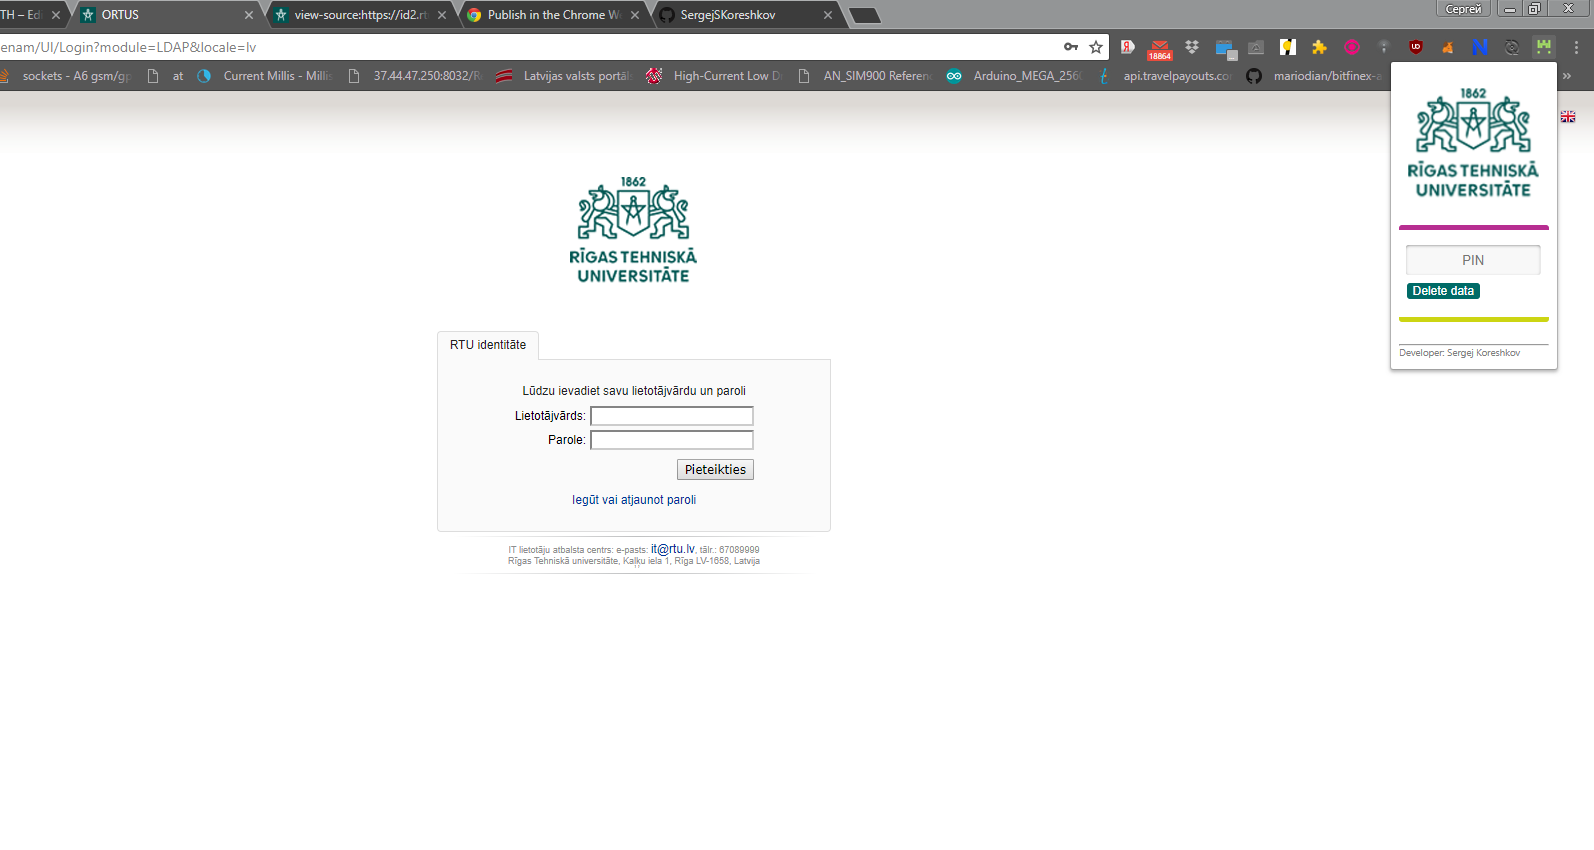 Сергей
TH – Ed
ORTUS
view-source:https://id2.rt
Publish in the Chrome W
SergejSKoreshkov
enam/UI/Login?module=LDAP&locale=lv
18864
sockets - A6 gsm/gp
at
Current Millis - Millis
37.44.47.250:8032/R
Latvijas valsts portāls
High-Current Low D
AN_SIM900 Referen
Arduino_MEGA_256
api.travelpayouts.co
mariodian/bitfinex-a
»
1862
RĪGAS TEHNISKĀ
UNIVERSITĀTE
PIN
Delete data
Developer: Sergej Koreshkov
1862
RĪGAS TEHNISKĀ
UNIVERSITĀTE
RTU identitāte
Lūdzu ievadiet savu lietotājvārdu un paroli
Lietotājvārds:
Parole:
Pieteikties
Iegūt vai atjaunot paroli
IT lietotāju atbalsta centrs: e-pasts: it@rtu.lv, tālr.: 67089999
Rīgas Tehniskā universitāte, Kaļķu iela 1, Rīga LV-1658, Latvija